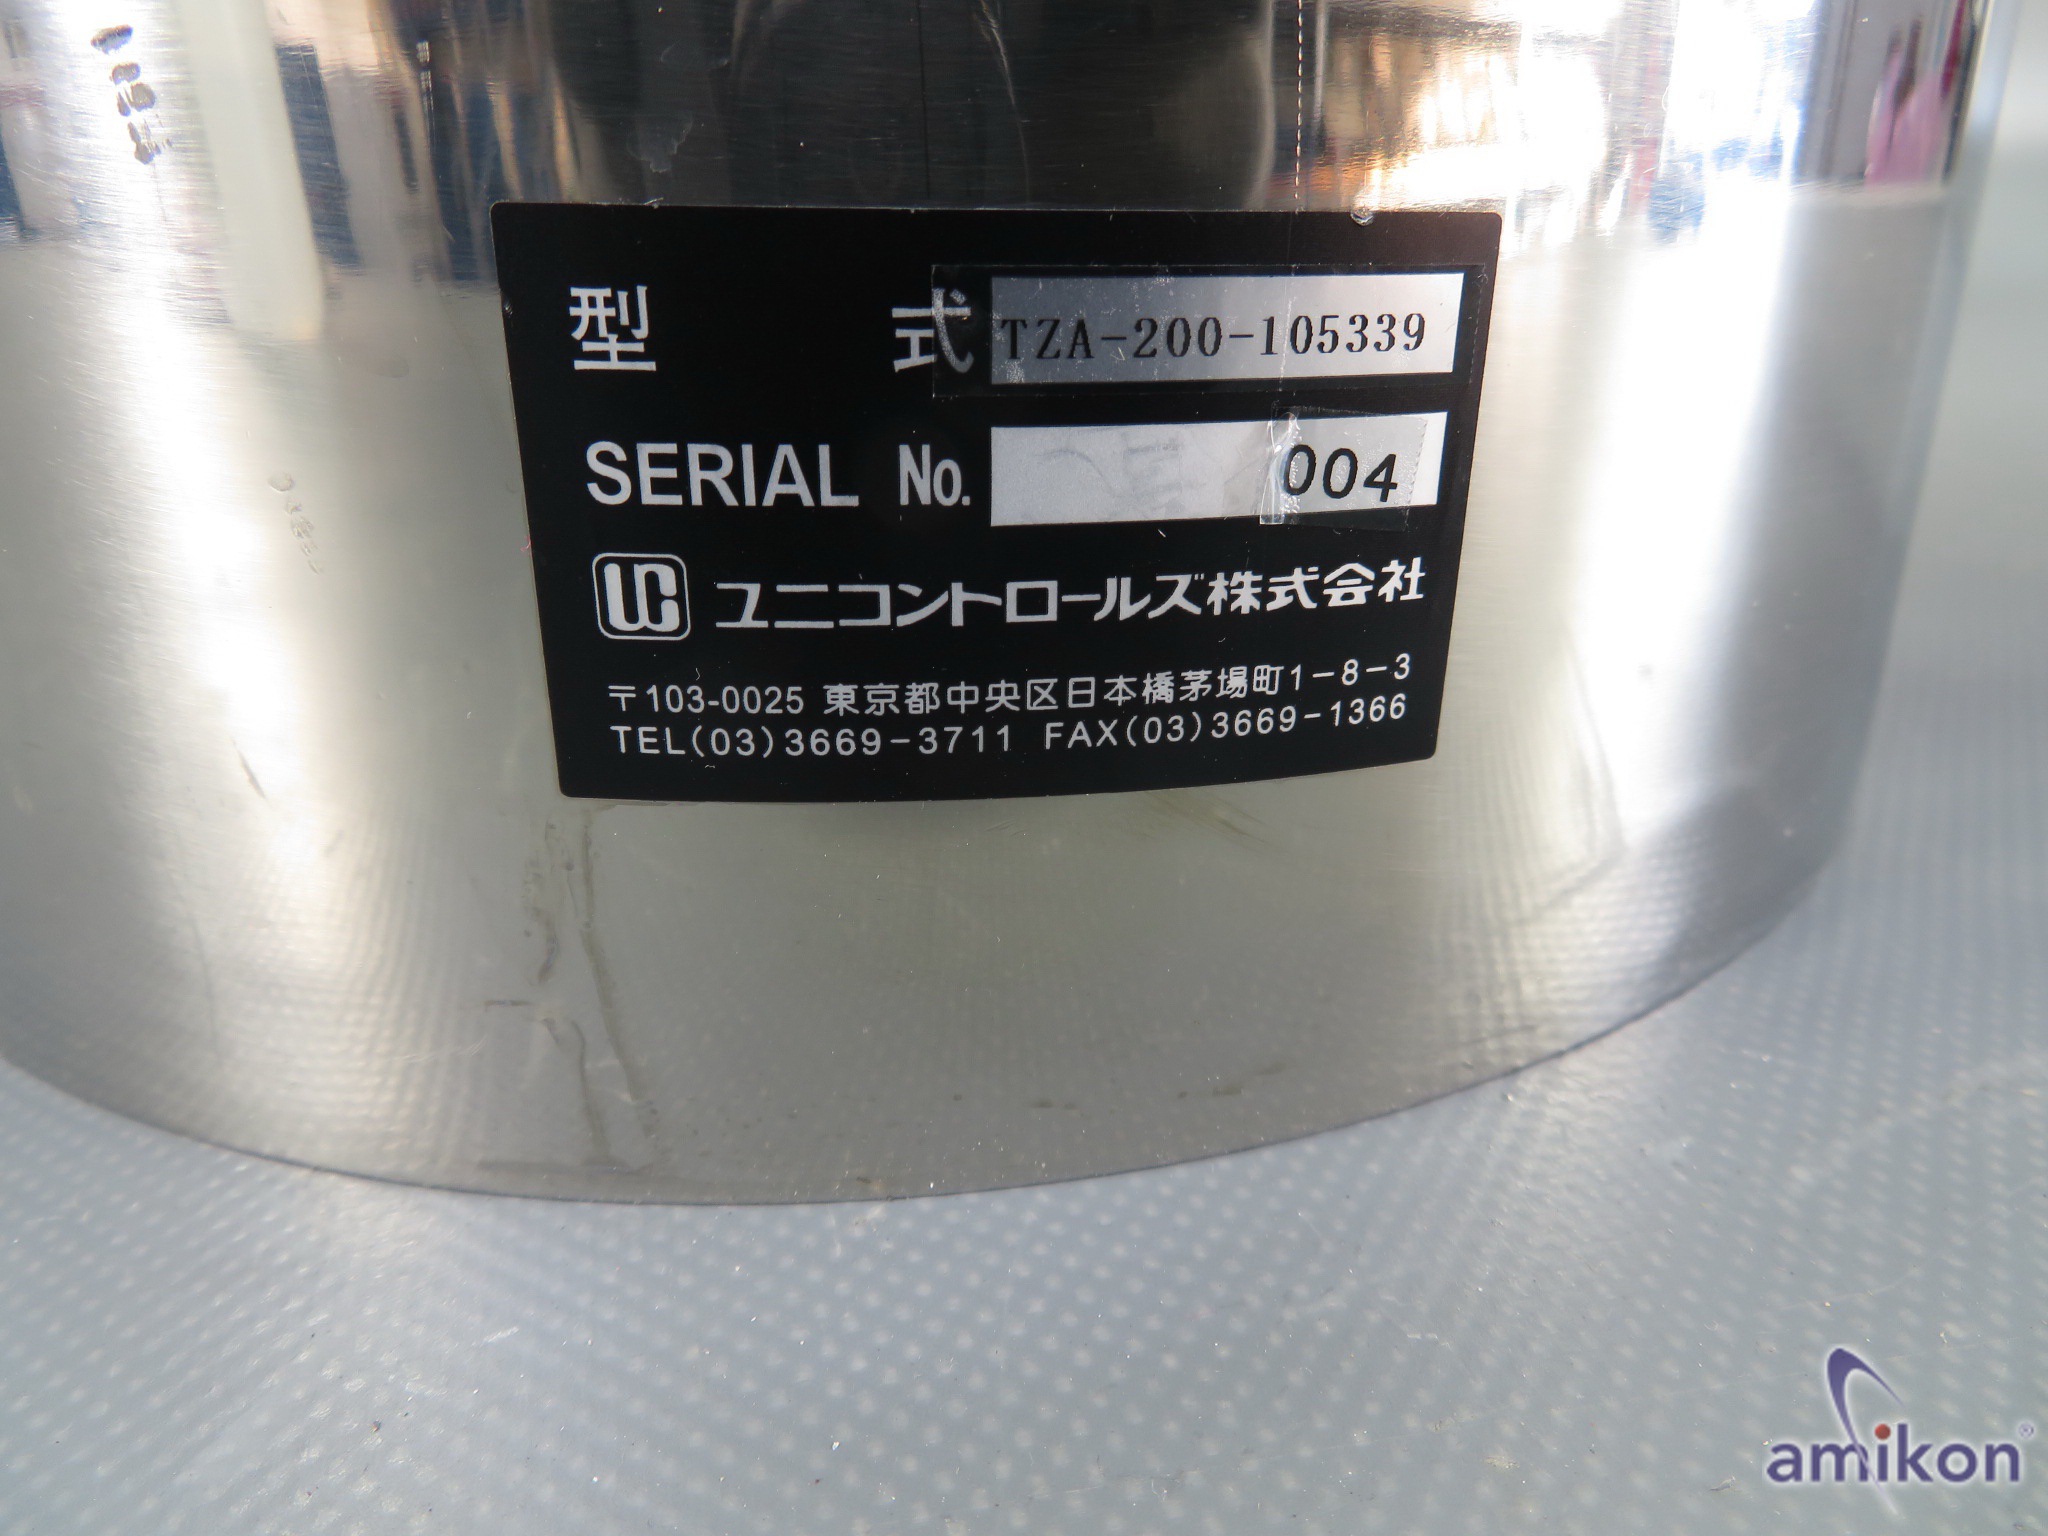 型 式 TZA-200-105339
SERIAL No. 004
UC ユニコントロールズ株式会社
〒103-0025 東京都中央区日本橋茅場町1-8-3
TEL(03)3669-3711 FAX(03)3669-1366
amikon®